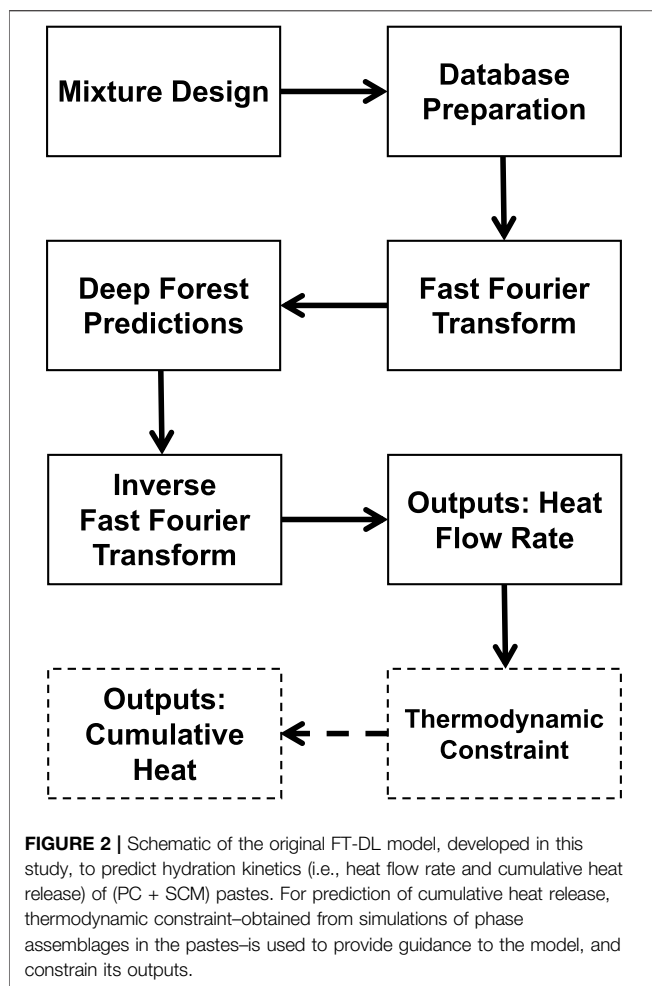 Mixture Design
Database
Preparation
Deep Forest
Predictions
Fast Fourier
Transform
Inverse
Fast Fourier
Transform
Outputs: Heat
Flow Rate
Outputs:
Cumulative
Heat
Thermodynamic
Constraint
FIGURE 2 | Schematic of the original FT-DL model, developed in this
study, to predict hydration kinetics (i.e., heat flow rate and cumulative heat
release) of (PC + SCM) pastes. For prediction of cumulative heat release,
thermodynamic constraint–obtained from simulations of phase
assemblages in the pastes–is used to provide guidance to the model, and
constrain its outputs.